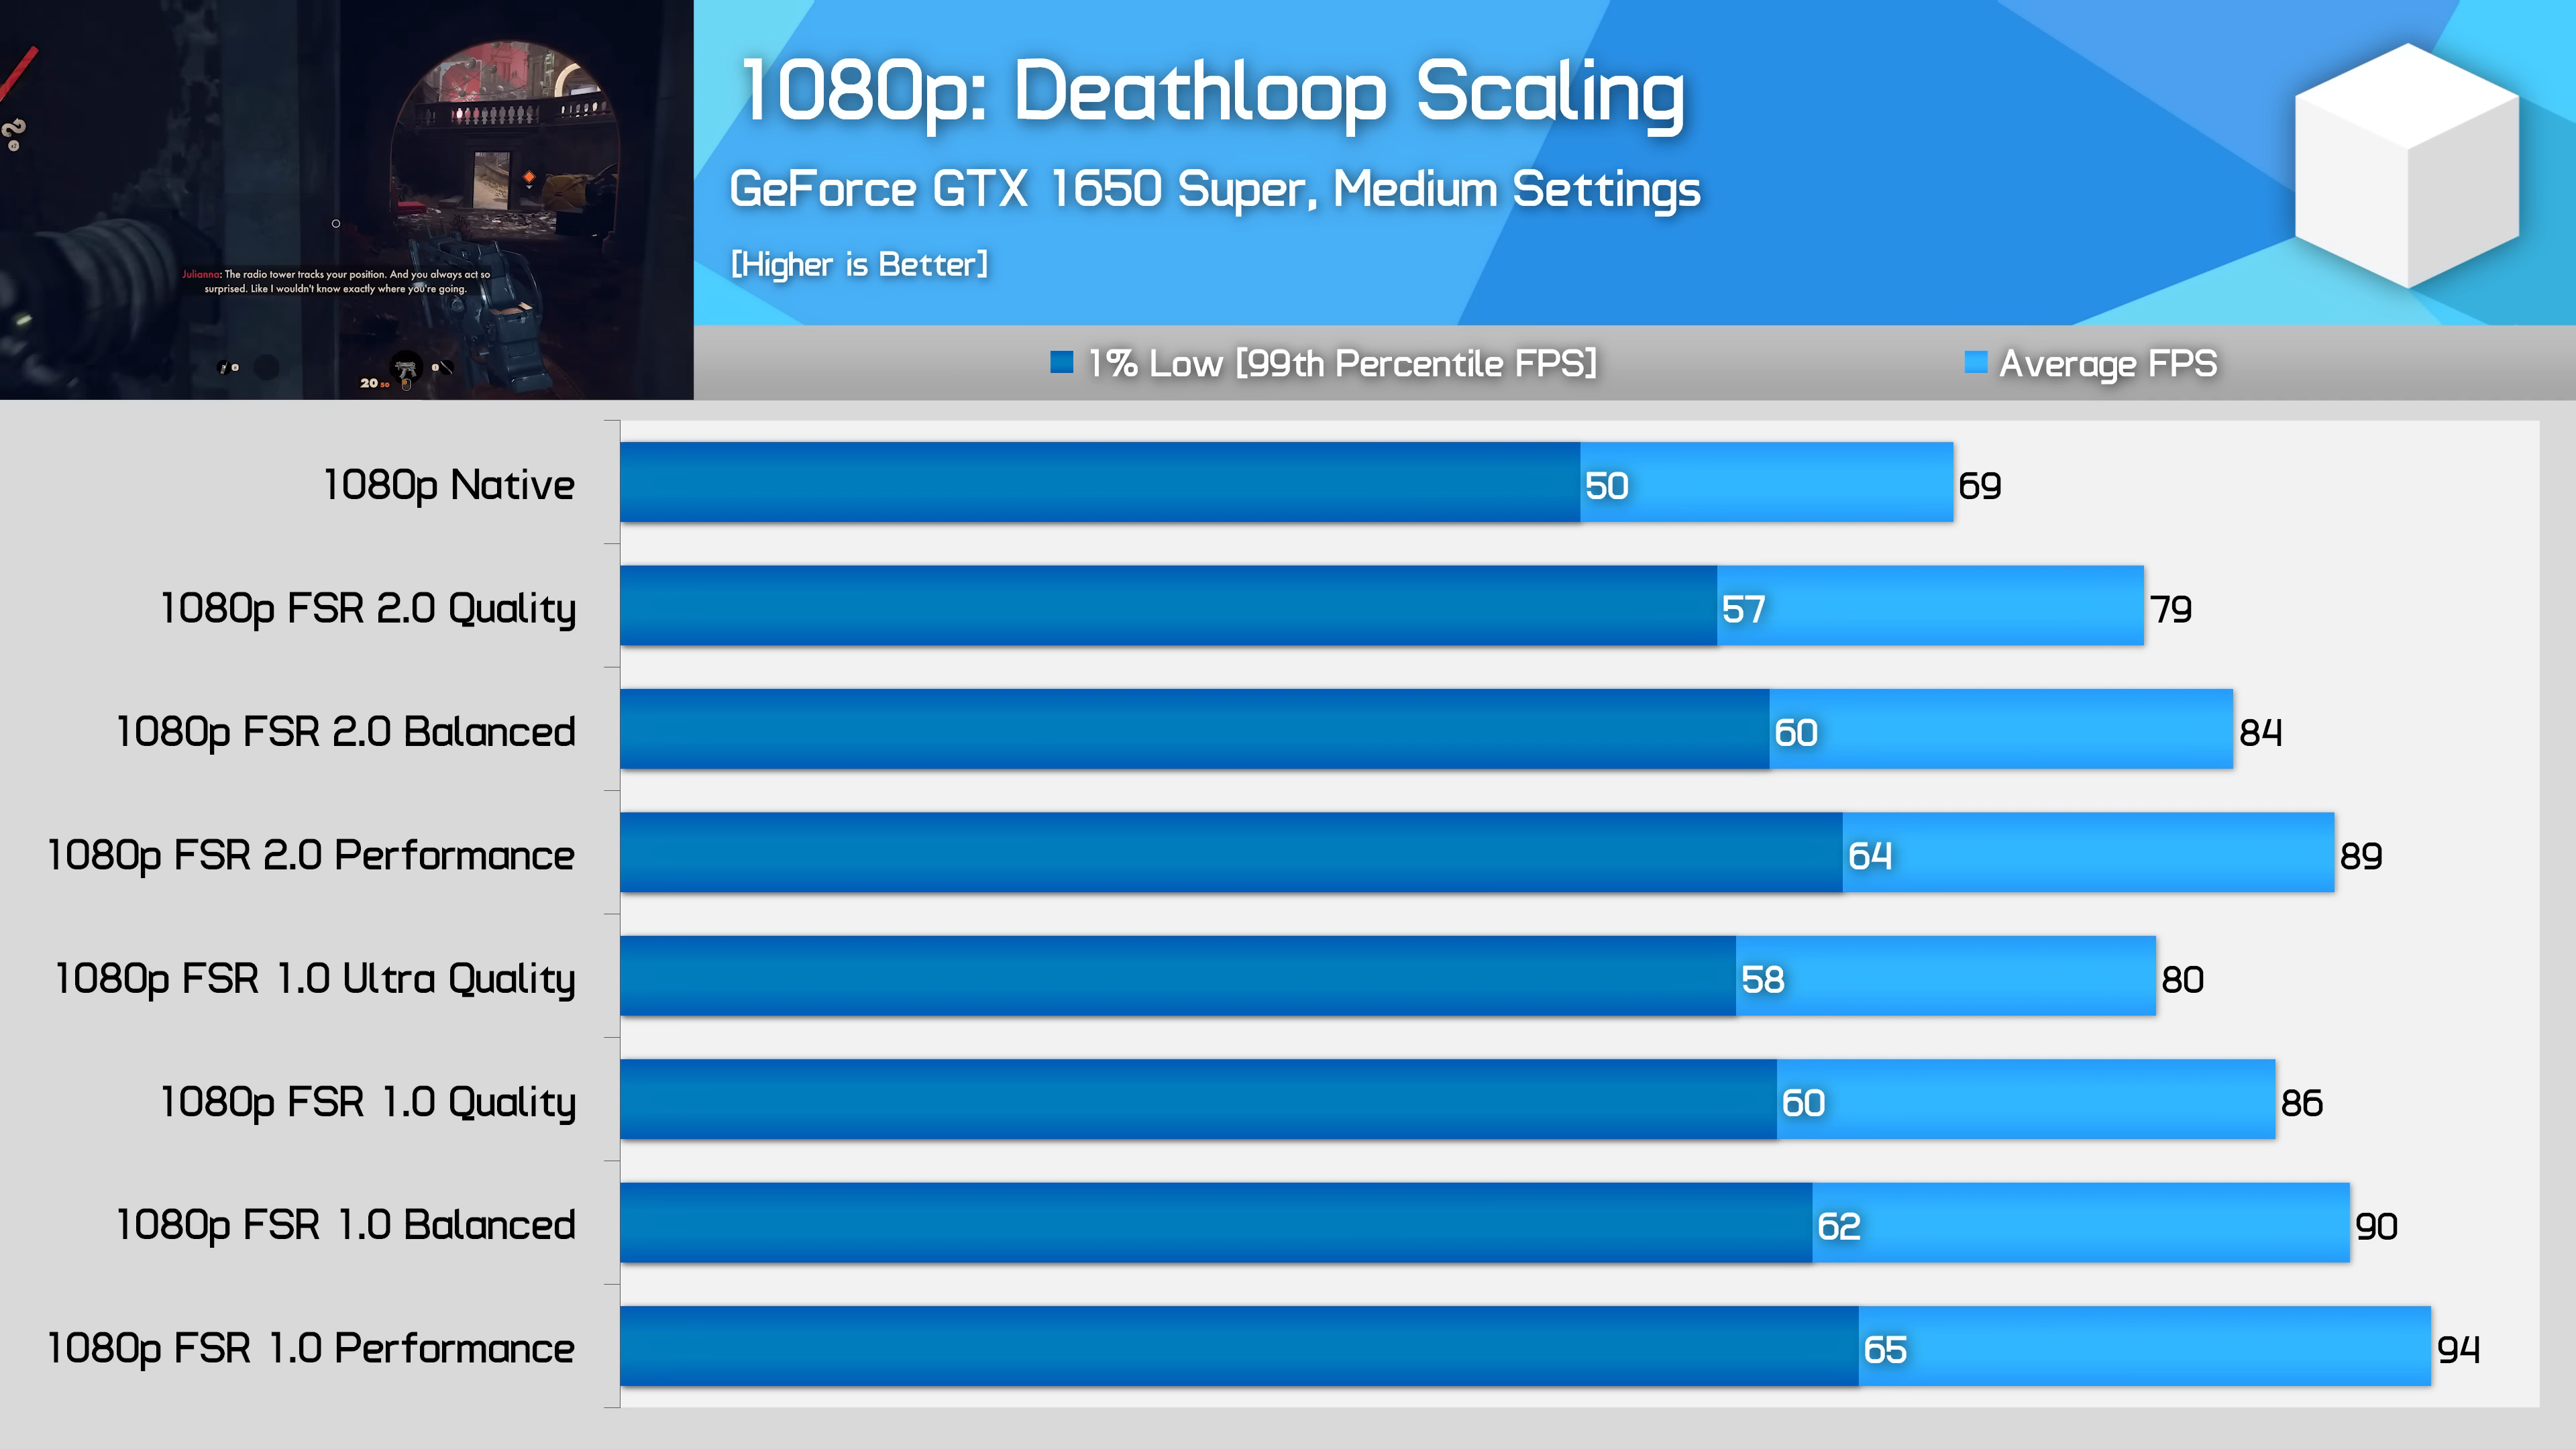 1080p: Deathloop Scaling
GeForce GTX 1650 Super, Medium Settings
[Higher is Better]
Julianna: The radio tower tracks your position. And you always act so
surprised. Like I wouldn't know exactly where you're going.
20 50
1% Low [99th Percentile FPS] Average FPS
1080p Native 50 69
1080p FSR 2.0 Quality 57 79
1080p FSR 2.0 Balanced 60 84
1080p FSR 2.0 Performance 64 89
1080p FSR 1.0 Ultra Quality 58 80
1080p FSR 1.0 Quality 60 86
1080p FSR 1.0 Balanced 62 90
1080p FSR 1.0 Performance 65 94